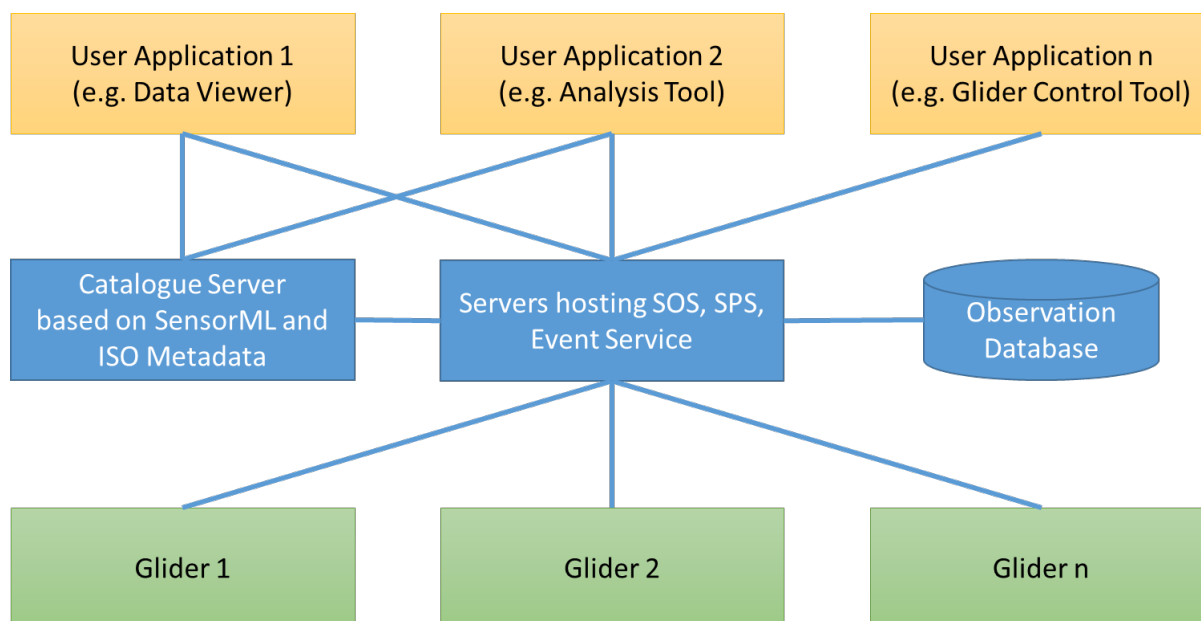 User Application 1
(e.g. Data Viewer)
User Application 2
(e.g. Analysis Tool)
User Application n
(e.g. Glider Control Tool)
Catalogue Server
based on SensorML and
ISO Metadata
Servers hosting SOS, SPS,
Event Service
Observation
Database
Glider 1
Glider 2
Glider n